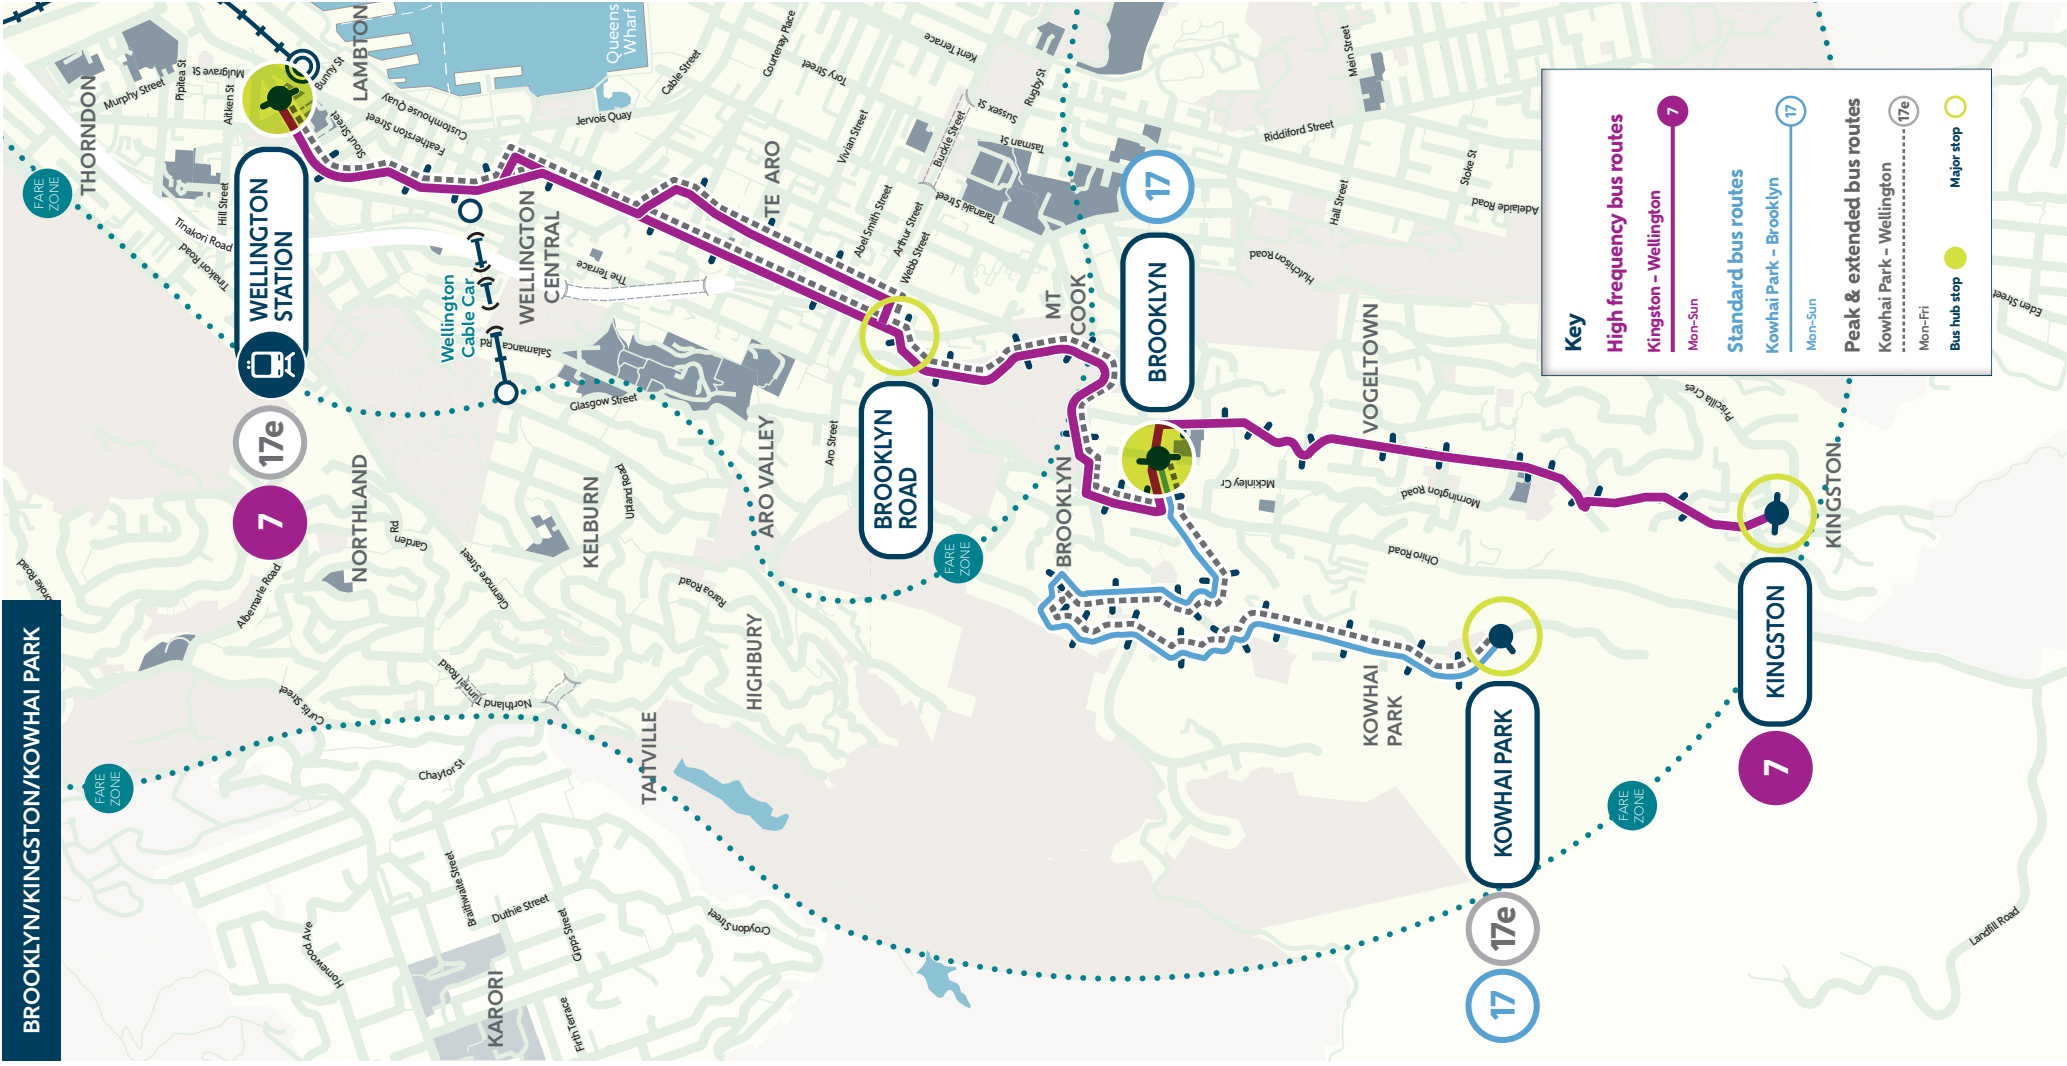 BROOKLYN/KINGSTON/KOWHAI PARK
THORNDON
LAMBTON
Queens
Wharf
Murphy Street
Pipitea St
Mulgrave St
Aitken St
Bunny St
Stout Street
Featherston Street
Customhouse Quay
Jervois Quay
Cable Street
Courtenay Place
Tory Street
Kent Terrace
Vivian Street
Rugby St
Sussex St
Buckle Street
Tasman St
Taranaki Street
Mein Street
Riddiford Street
Stoke St
Hall Street
Adelaide Road
Hutchison Road
Eden Street
FARE
ZONE
Hill Street
Tinakori Road
Tinakori Road
WELLINGTON
STATION
17e
7
Wellington
Cable Car
WELLINGTON
CENTRAL
The Terrace
Salamanca Rd
TE ARO
Abel Smith Street
Arthur Street
Webb Street
Glasgow Street
MT
COOK
17
BROOKLYN
BROOKLYN
ROAD
Aro Street
ARO VALLEY
NORTHLAND
KELBURN
Upland Road
Garden
Rd
Glenmore Street
Albemarle Road
Raroa Road
HIGHBURY
FARE
ZONE
BROOKLYN
Mckinley Cr
VOGELTOWN
Mornington Road
Ohiro Road
Priscilla Cres
KINGSTON
KINGSTON
7
KOWHAI
PARK
KOWHAI PARK
17e
17
FARE
ZONE
Landfill Road
Curtis Street
Northland Tunnel Road
FARE
ZONE
Chaytor St
TAITVILLE
Braithwaite Street
Duthie Street
Gipps Street
Croydon Street
Homewood Ave
KARORI
Firth Terrace
Key
High frequency bus routes
Kingston – Wellington
7
Mon-Sun
Standard bus routes
Kowhai Park – Brooklyn
17
Mon-Sun
Peak & extended bus routes
Kowhai Park – Wellington
17e
Mon-Fri
Bus hub stop
Major stop